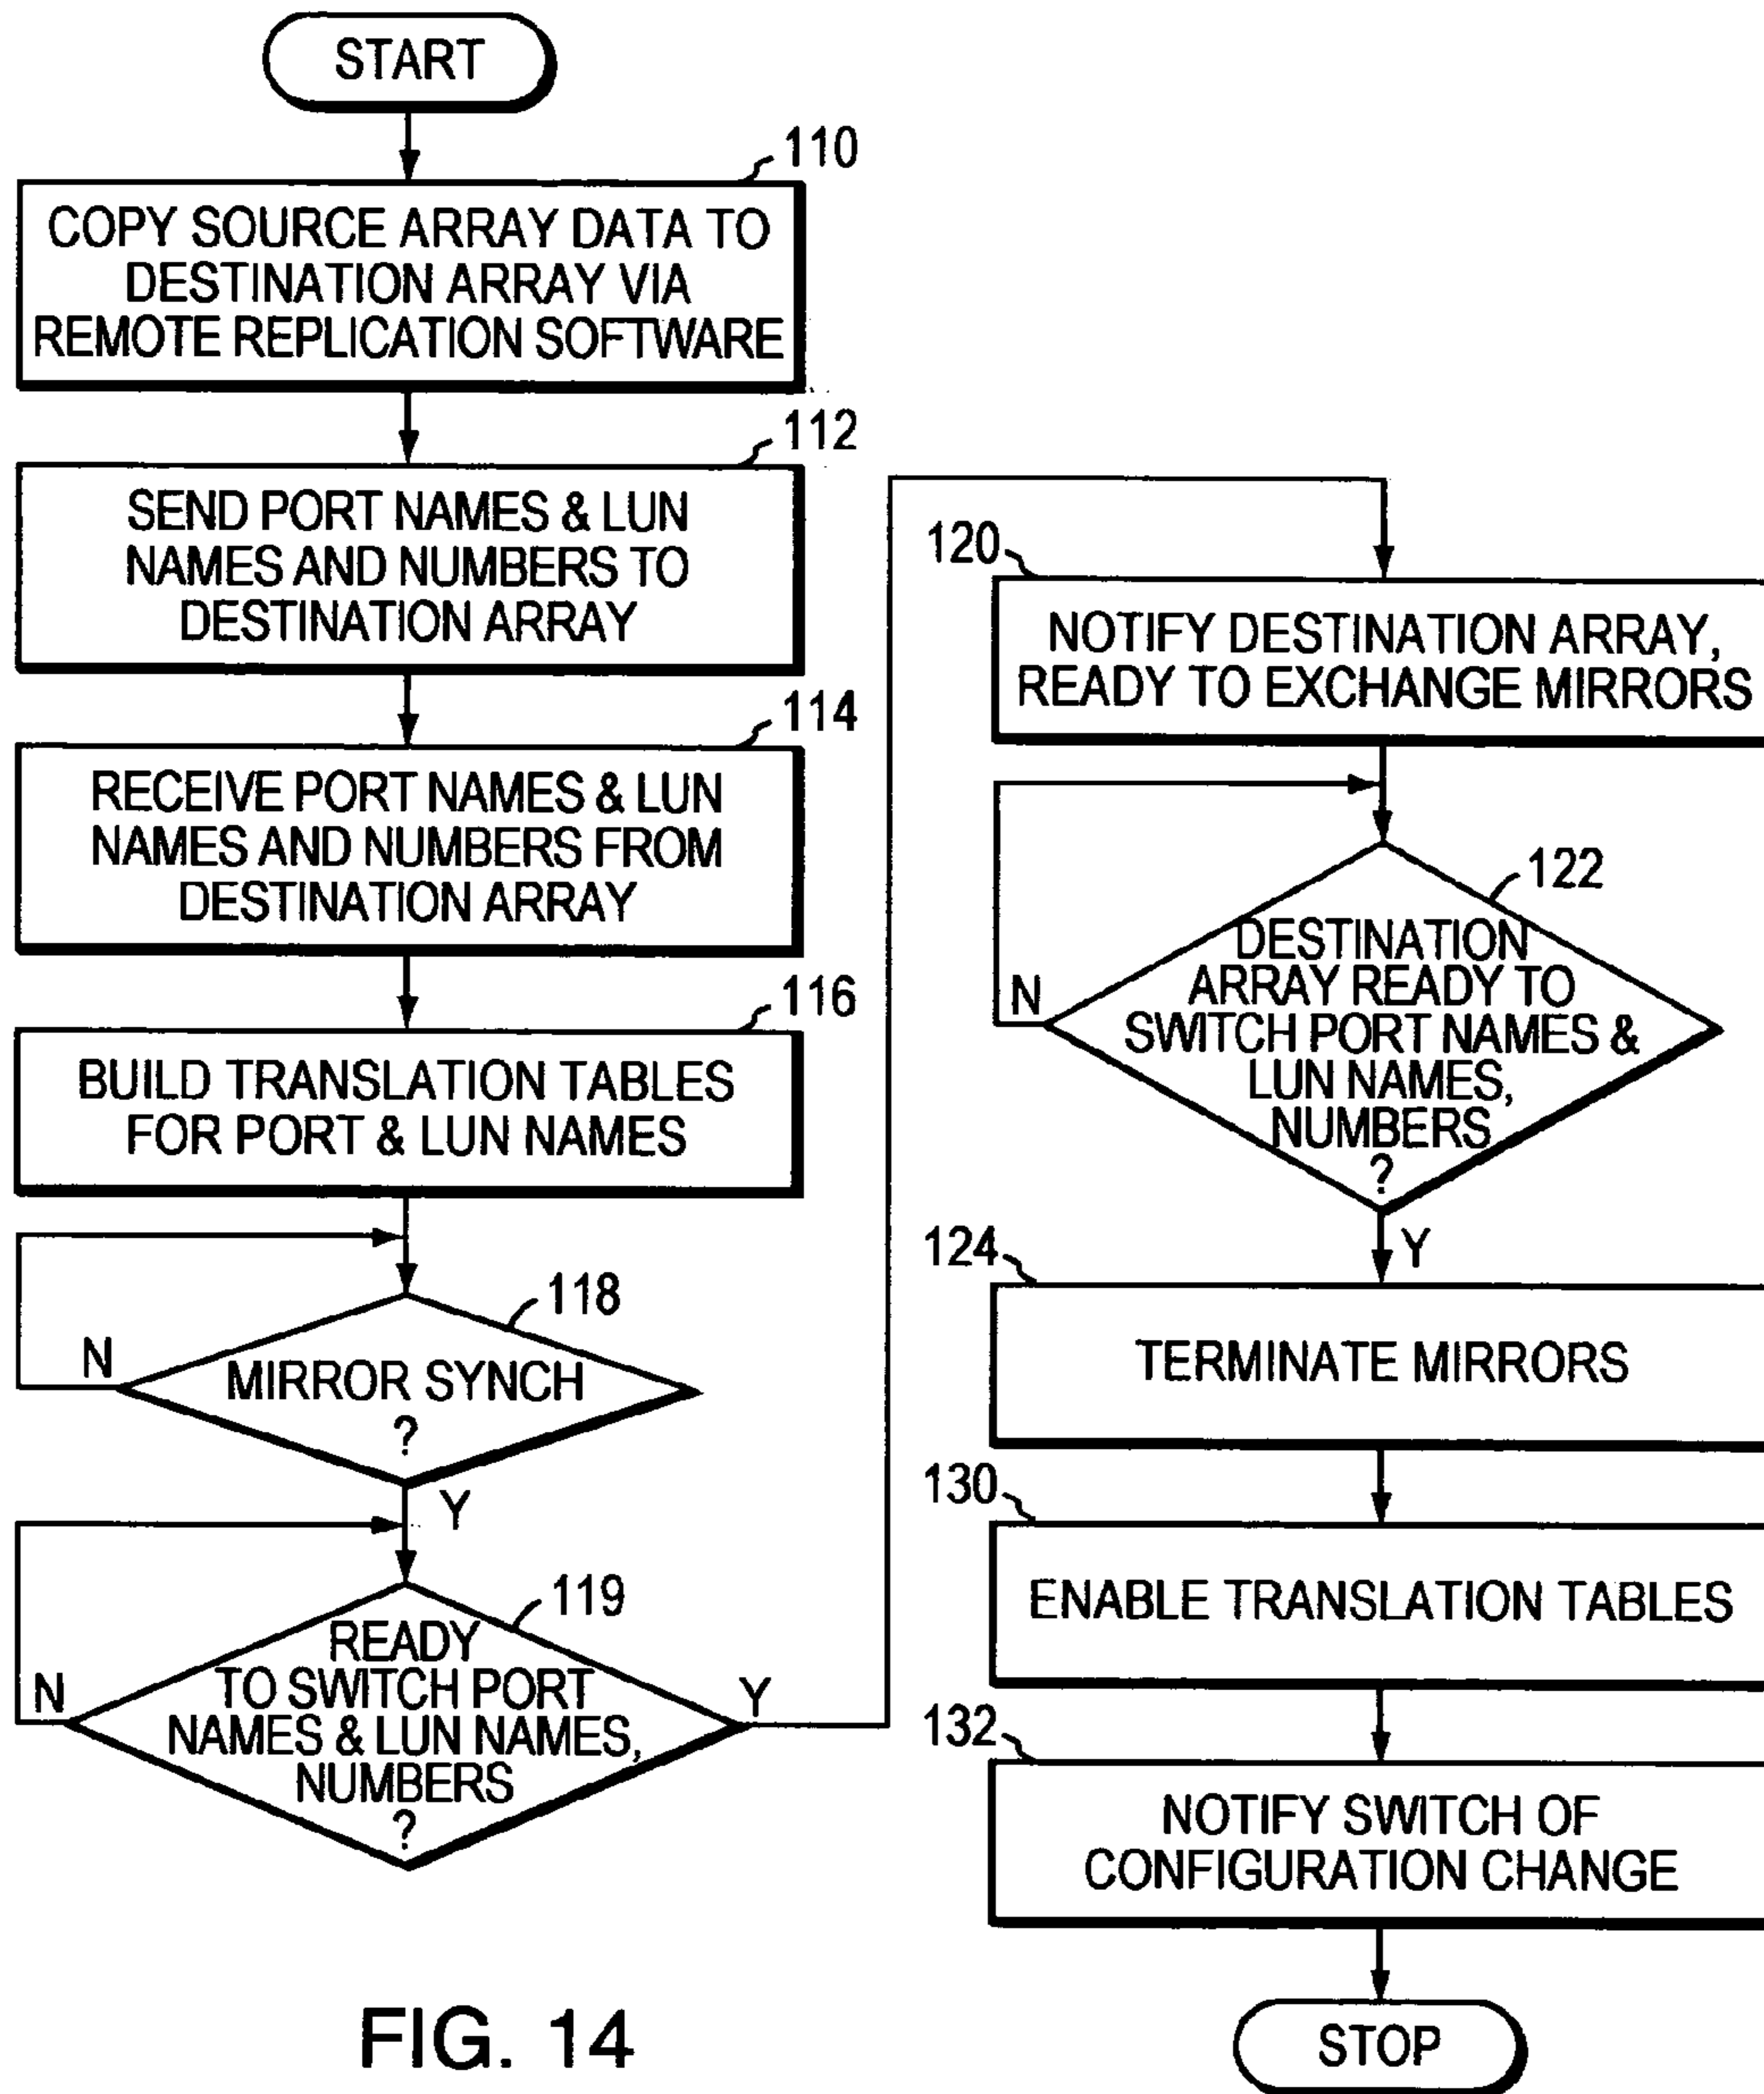 START
110
COPY SOURCE ARRAY DATA TO
DESTINATION ARRAY VIA
REMOTE REPLICATION SOFTWARE
112
SEND PORT NAMES & LUN
NAMES AND NUMBERS TO
DESTINATION ARRAY
114
RECEIVE PORT NAMES & LUN
NAMES AND NUMBERS FROM
DESTINATION ARRAY
116
BUILD TRANSLATION TABLES
FOR PORT & LUN NAMES
118
N
MIRROR SYNCH
?
Y
119
READY
TO SWITCH PORT
NAMES & LUN NAMES,
NUMBERS
?
N
Y
120
NOTIFY DESTINATION ARRAY,
READY TO EXCHANGE MIRRORS
122
DESTINATION
ARRAY READY TO
SWITCH PORT NAMES &
LUN NAMES,
NUMBERS
?
N
Y
124
TERMINATE MIRRORS
130
ENABLE TRANSLATION TABLES
132
NOTIFY SWITCH OF
CONFIGURATION CHANGE
STOP
FIG. 14